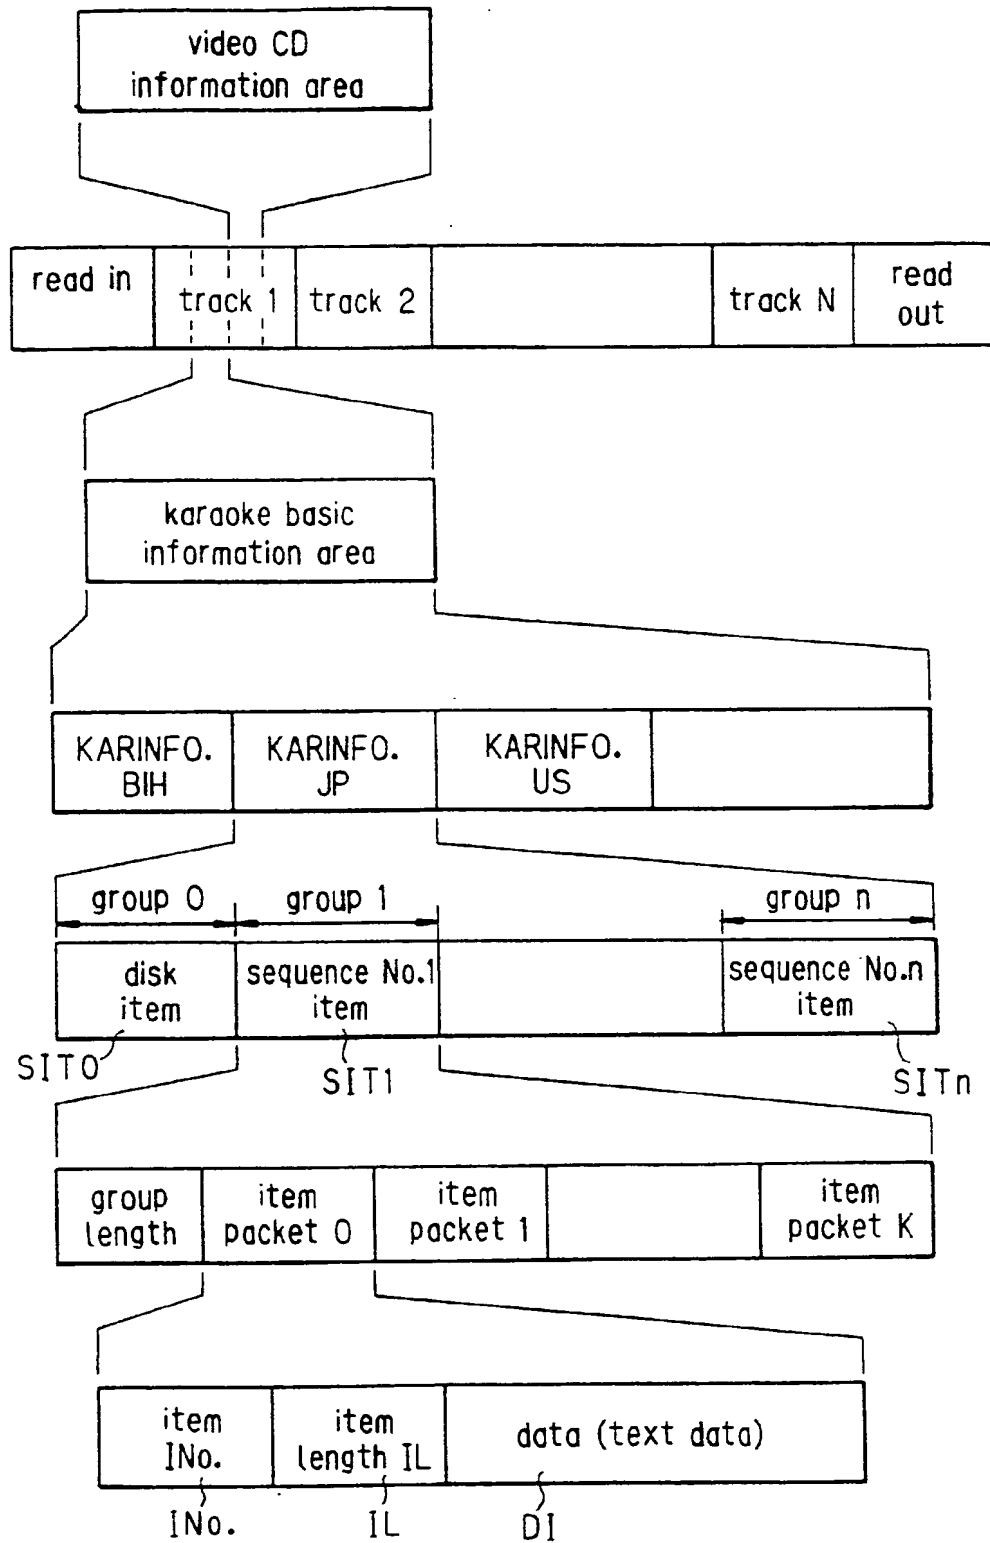 video CD
information area
read in
track 1
track 2
track N
read
out
karaoke basic
information area
KARINFO.
BIH
KARINFO.
JP
KARINFO.
US
group 0
group 1
group n
disk
item
sequence No.1
item
sequence No.n
item
SIT0
SIT1
SITn
group
length
item
packet 0
item
packet 1
item
packet K
item
INo.
item
length IL
data (text data)
INo.
IL
DI